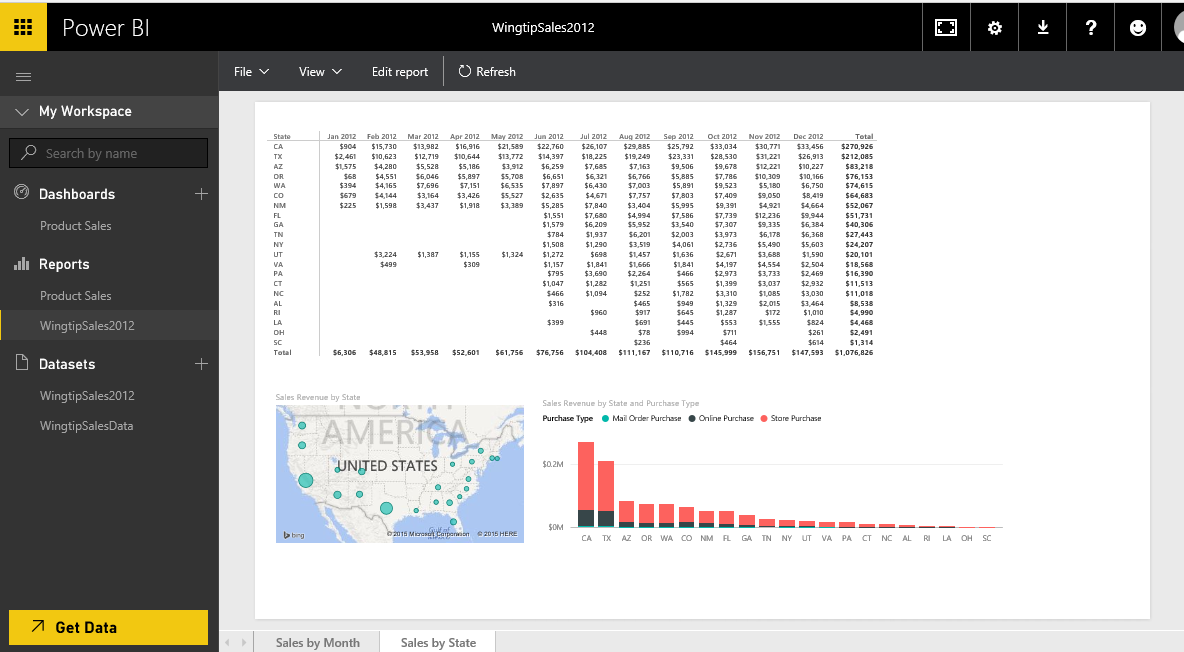 Power BI
WingtipSales2012
?
File View Edit report Refresh
My Workspace
Search by name
Dashboards
Product Sales
Reports
Product Sales
WingtipSales2012
Datasets
WingtipSales2012
WingtipSalesData
Get Data
State Jan 2012 Feb 2012 Mar 2012 Apr 2012 May 2012 Jun 2012 Jul 2012 Aug 2012 Sep 2012 Oct 2012 Nov 2012 Dec 2012 Total
CA $904 $15,730 $13,982 $16,916 $21,589 $22,760 $26,107 $29,885 $25,792 $33,034 $30,771 $33,456 $270,926
TX $2,461 $10,623 $12,719 $10,644 $13,772 $14,397 $18,225 $19,249 $23,331 $28,530 $31,221 $26,913 $212,085
AZ $1,575 $4,280 $5,528 $5,186 $3,912 $6,259 $7,685 $7,163 $9,506 $9,678 $12,221 $10,227 $83,218
OR $68 $4,551 $6,046 $5,897 $5,708 $6,651 $6,321 $6,766 $5,885 $7,786 $10,309 $10,166 $76,153
WA $394 $4,165 $7,696 $7,151 $6,535 $7,897 $6,430 $7,003 $5,891 $9,523 $5,180 $6,750 $74,615
CO $679 $4,144 $3,164 $3,426 $5,527 $2,635 $4,671 $7,757 $7,803 $7,409 $9,050 $8,419 $64,683
NM $225 $1,598 $3,437 $1,918 $3,389 $5,285 $7,840 $3,404 $5,995 $9,391 $4,921 $4,664 $52,067
FL $1,551 $7,680 $4,994 $7,586 $7,739 $12,236 $9,944 $51,731
GA $1,579 $6,209 $5,952 $3,540 $7,307 $9,335 $6,384 $40,306
TN $784 $1,937 $6,201 $2,003 $3,973 $6,178 $6,368 $27,443
NY $1,508 $1,290 $3,519 $4,061 $2,736 $5,490 $5,603 $24,207
UT $3,224 $1,387 $1,155 $1,324 $1,272 $698 $1,457 $1,636 $2,671 $3,688 $1,590 $20,101
VA $499 $309 $1,157 $1,841 $1,666 $1,841 $4,197 $4,554 $2,504 $18,568
PA $795 $3,690 $2,264 $466 $2,973 $3,733 $2,469 $16,390
CT $1,047 $1,282 $1,251 $565 $1,399 $3,037 $2,932 $11,513
NC $466 $1,094 $252 $1,782 $3,310 $1,085 $3,030 $11,018
AL $316 $465 $949 $1,329 $2,015 $3,464 $8,538
RI $960 $917 $645 $1,287 $172 $1,010 $4,990
LA $399 $691 $445 $553 $1,555 $824 $4,468
OH $448 $78 $994 $711 $261 $2,491
SC $236 $464 $614 $1,314
Total $6,306 $48,815 $53,958 $52,601 $61,756 $76,756 $104,408 $111,167 $110,716 $145,999 $156,751 $147,593 $1,076,826
Sales Revenue by State
NORTH
AMERICA
UNITED STATES
Gulf of
bing © 2015 Microsoft Corporation © 2015 HERE
Sales Revenue by State and Purchase Type
Purchase Type Mail Order Purchase Online Purchase Store Purchase
$0.2M
$0M
CA TX AZ OR WA CO NM FL GA TN NY UT VA PA CT NC AL RI LA OH SC
Sales by Month Sales by State